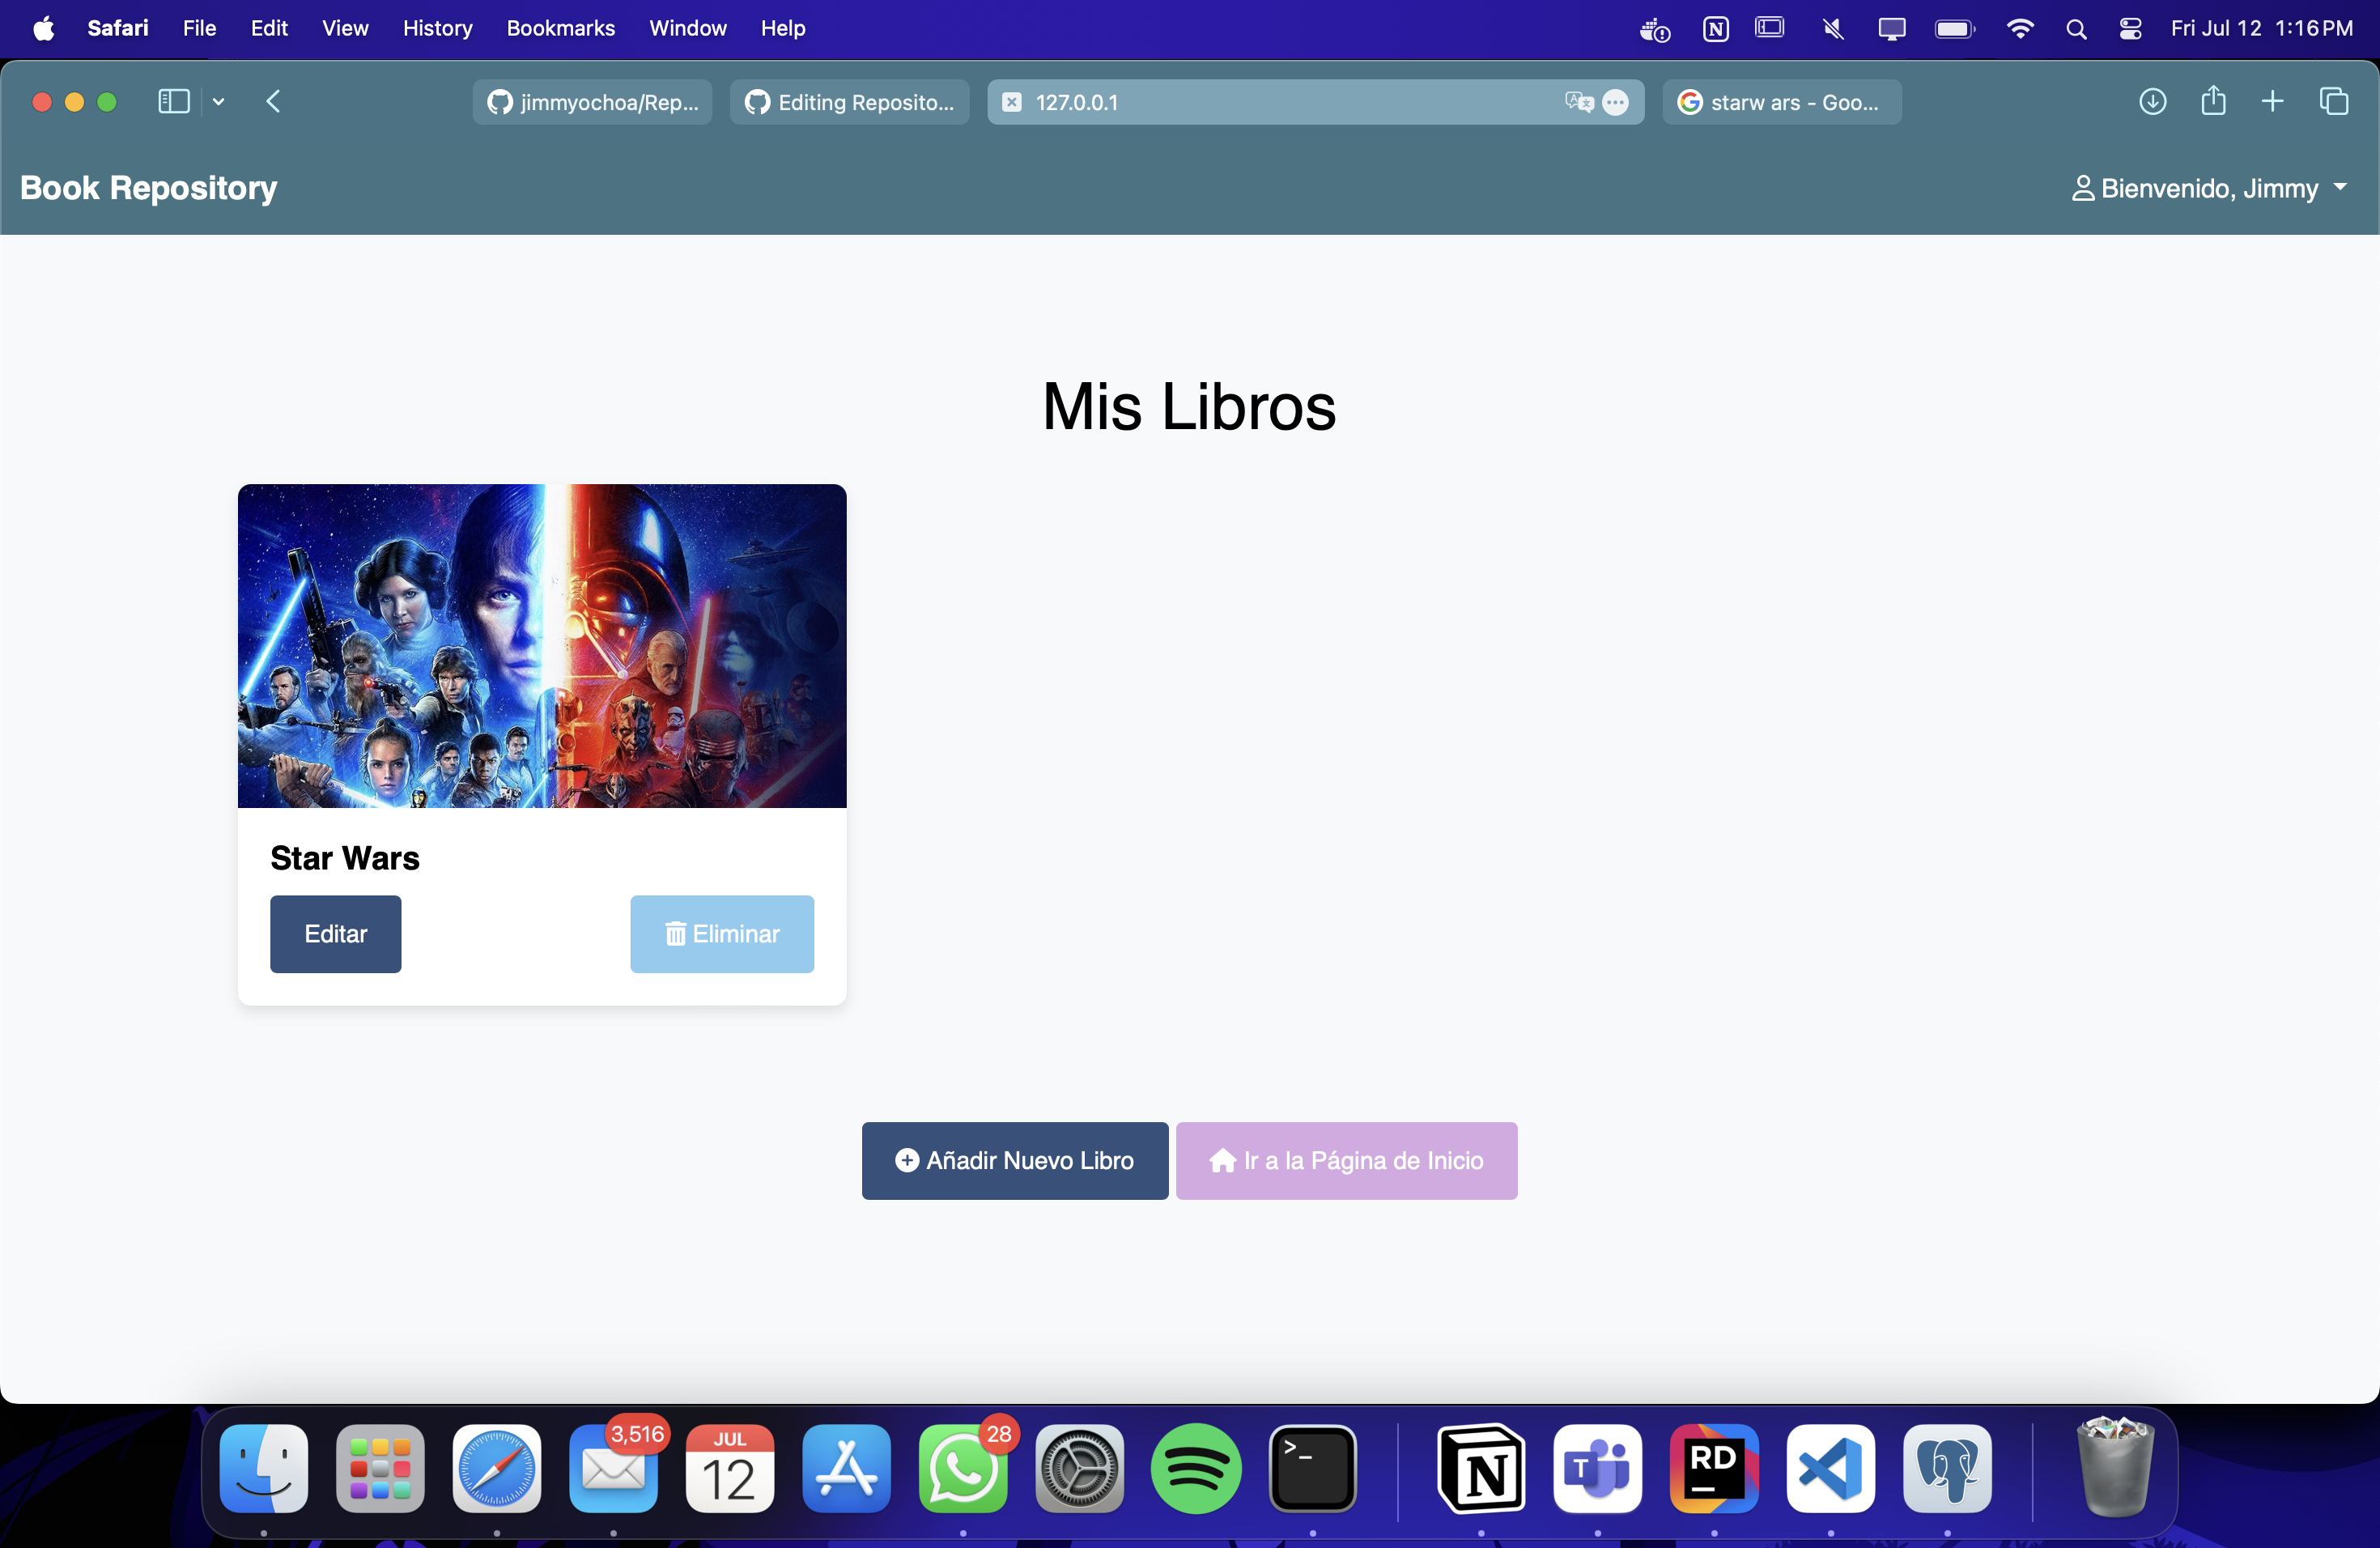 Safari File Edit View History Bookmarks Window Help Fri Jul 12 1:16 PM
jimmyochoa/Rep... Editing Reposito... 127.0.0.1 starw ars - Goo...
Book Repository Bienvenido, Jimmy
Mis Libros
Star Wars
Editar Eliminar
Añadir Nuevo Libro Ir a la Página de Inicio
3,516 JUL 28
12 >_ N T RD